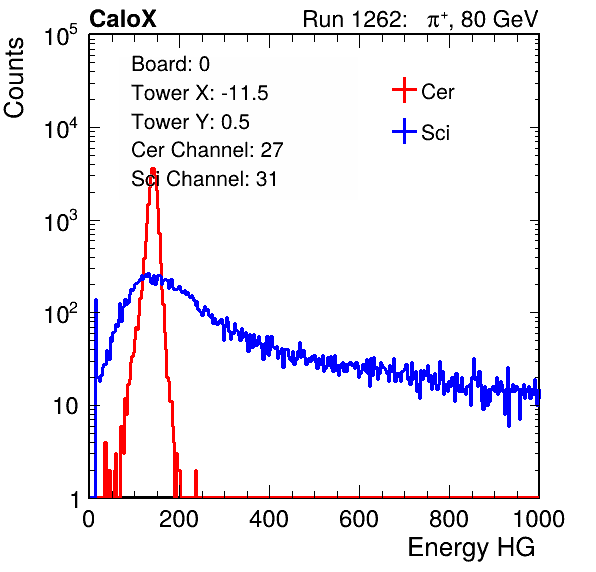 CaloX Run 1262: π⁺, 80 GeV
Counts
Board: 0
Tower X: -11.5
Tower Y: 0.5
Cer Channel: 27
Sci Channel: 31
Cer
Sci
10⁵
10⁴
10³
10²
10
1
0 200 400 600 800 1000
Energy HG